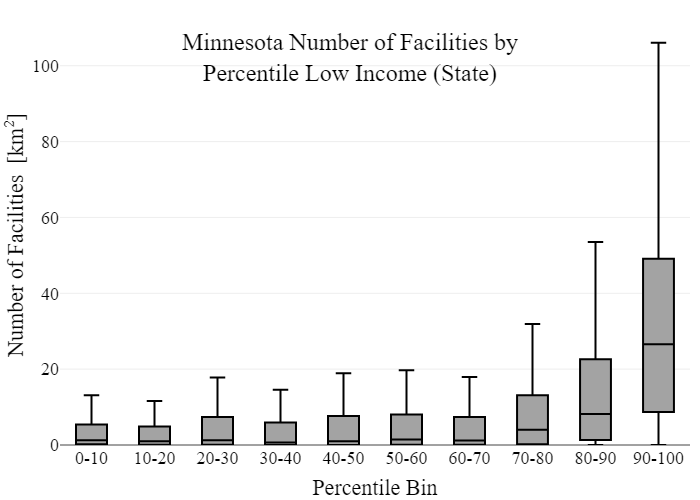 Minnesota Number of Facilities by
Percentile Low Income (State)
Number of Facilities [km²]
100
80
60
40
20
0
0-10 10-20 20-30 30-40 40-50 50-60 60-70 70-80 80-90 90-100
Percentile Bin